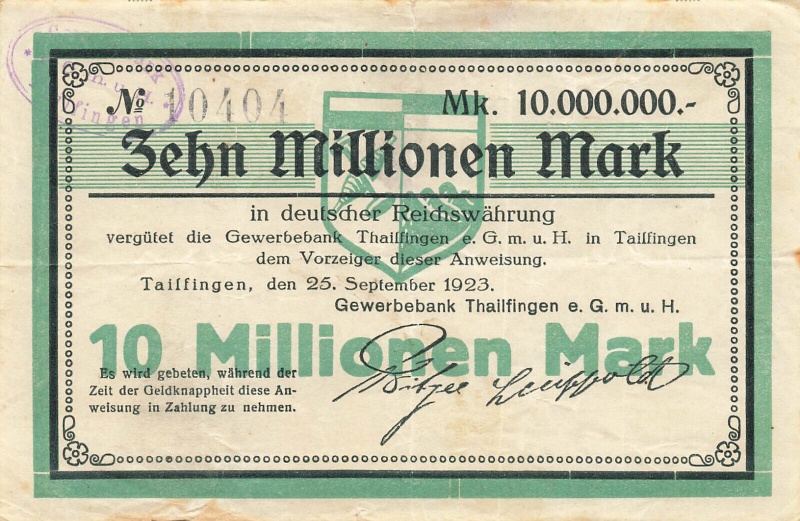 № 10404
Mk. 10.000.000.-
Zehn Millionen Mark
in deutscher Reichswährung
vergütet die Gewerbebank Thailfingen e. G. m. u. H. in Tailfingen
dem Vorzeiger dieser Anweisung.
Tailfingen, den 25. September 1923.
Gewerbebank Thailfingen e. G. m. u. H.
10 Millionen Mark
Es wird gebeten, während der
Zeit der Geldknappheit diese An-
weisung in Zahlung zu nehmen.
Bitzer Leippold